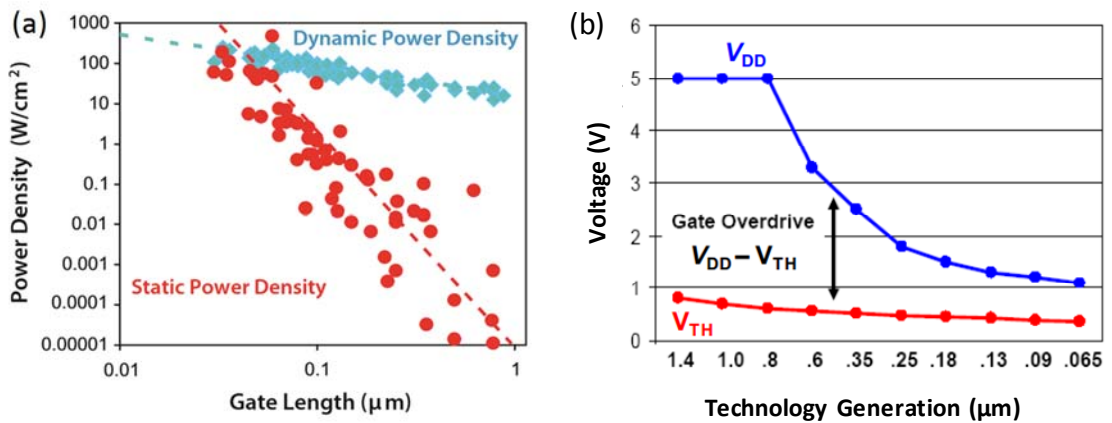 (a)
Power Density (W/cm²)
1000
100
10
1
0.1
0.01
0.001
0.0001
0.00001
Dynamic Power Density
Static Power Density
0.01
0.1
1
Gate Length (µm)
(b)
Voltage (V)
6
5
4
3
2
1
0
VDD
Gate Overdrive
VDD – VTH
VTH
1.4 1.0 .8 .6 .35 .25 .18 .13 .09 .065
Technology Generation (µm)